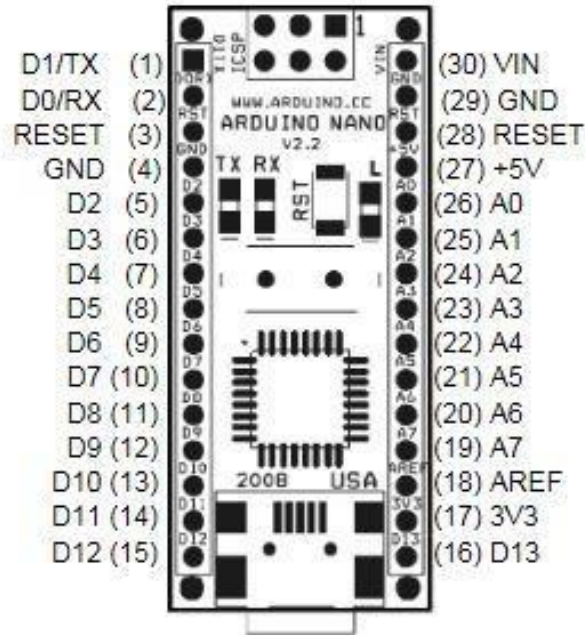 D1/TX (1)
D0/RX (2)
RESET (3)
GND (4)
D2 (5)
D3 (6)
D4 (7)
D5 (8)
D6 (9)
D7 (10)
D8 (11)
D9 (12)
D10 (13)
D11 (14)
D12 (15)
ICSP
1
WWW.ARDUINO.CC
ARDUINO NANO
V2.2
TX RX
RST
L
2008 USA
RST
GND
D2
D3
D4
D5
D6
D7
D8
D9
D10
D11
D12
VIN
GND
RST
+5V
A0
A1
A2
A3
A4
A5
A6
A7
AREF
3V3
D13
(30) VIN
(29) GND
(28) RESET
(27) +5V
(26) A0
(25) A1
(24) A2
(23) A3
(22) A4
(21) A5
(20) A6
(19) A7
(18) AREF
(17) 3V3
(16) D13